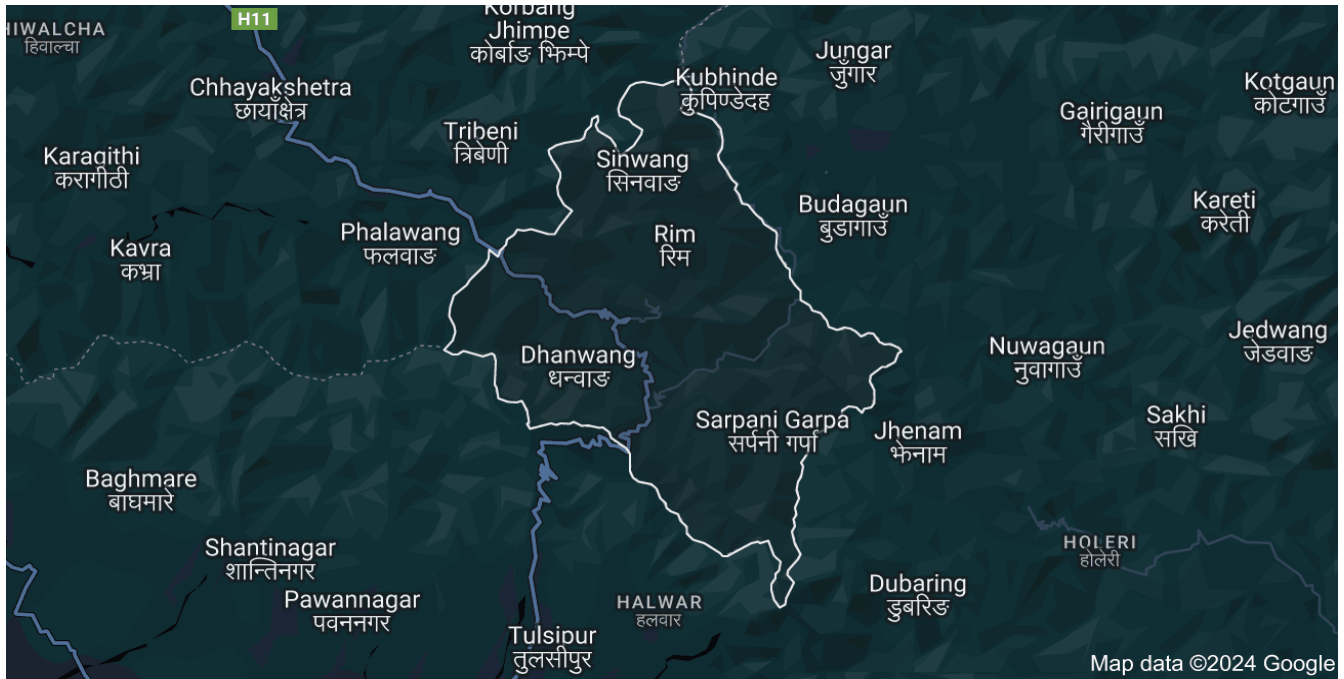 H11
HIWALCHA
हिवाल्चा
Korbang
Jhimpe
कोर्बाङ झिम्पे
Jungar
जुँगार
Kubhinde
कुंपिण्डेदह
Kotgaun
कोटगाउँ
Chhayakshetra
छायाँक्षेत्र
Gairigaun
गैरीगाउँ
Tribeni
त्रिबेणी
Karagithi
करागीठी
Sinwang
सिनवाङ
Budagaun
बुडागाउँ
Kareti
करेती
Phalawang
फलवाङ
Rim
रिम
Kavra
कभ्रा
Dhanwang
धन्वाङ
Nuwagaun
नुवागाउँ
Jedwang
जेडवाङ
Sarpani Garpa
सर्पनी गर्पा
Jhenam
झेनाम
Sakhi
सखि
Baghmare
बाघमारे
Shantinagar
शान्तिनगर
HOLERI
होलेरी
Pawannagar
पवननगर
HALWAR
हलवार
Dubaring
डुबरिङ
Tulsipur
तुलसीपुर
Map data ©2024 Google